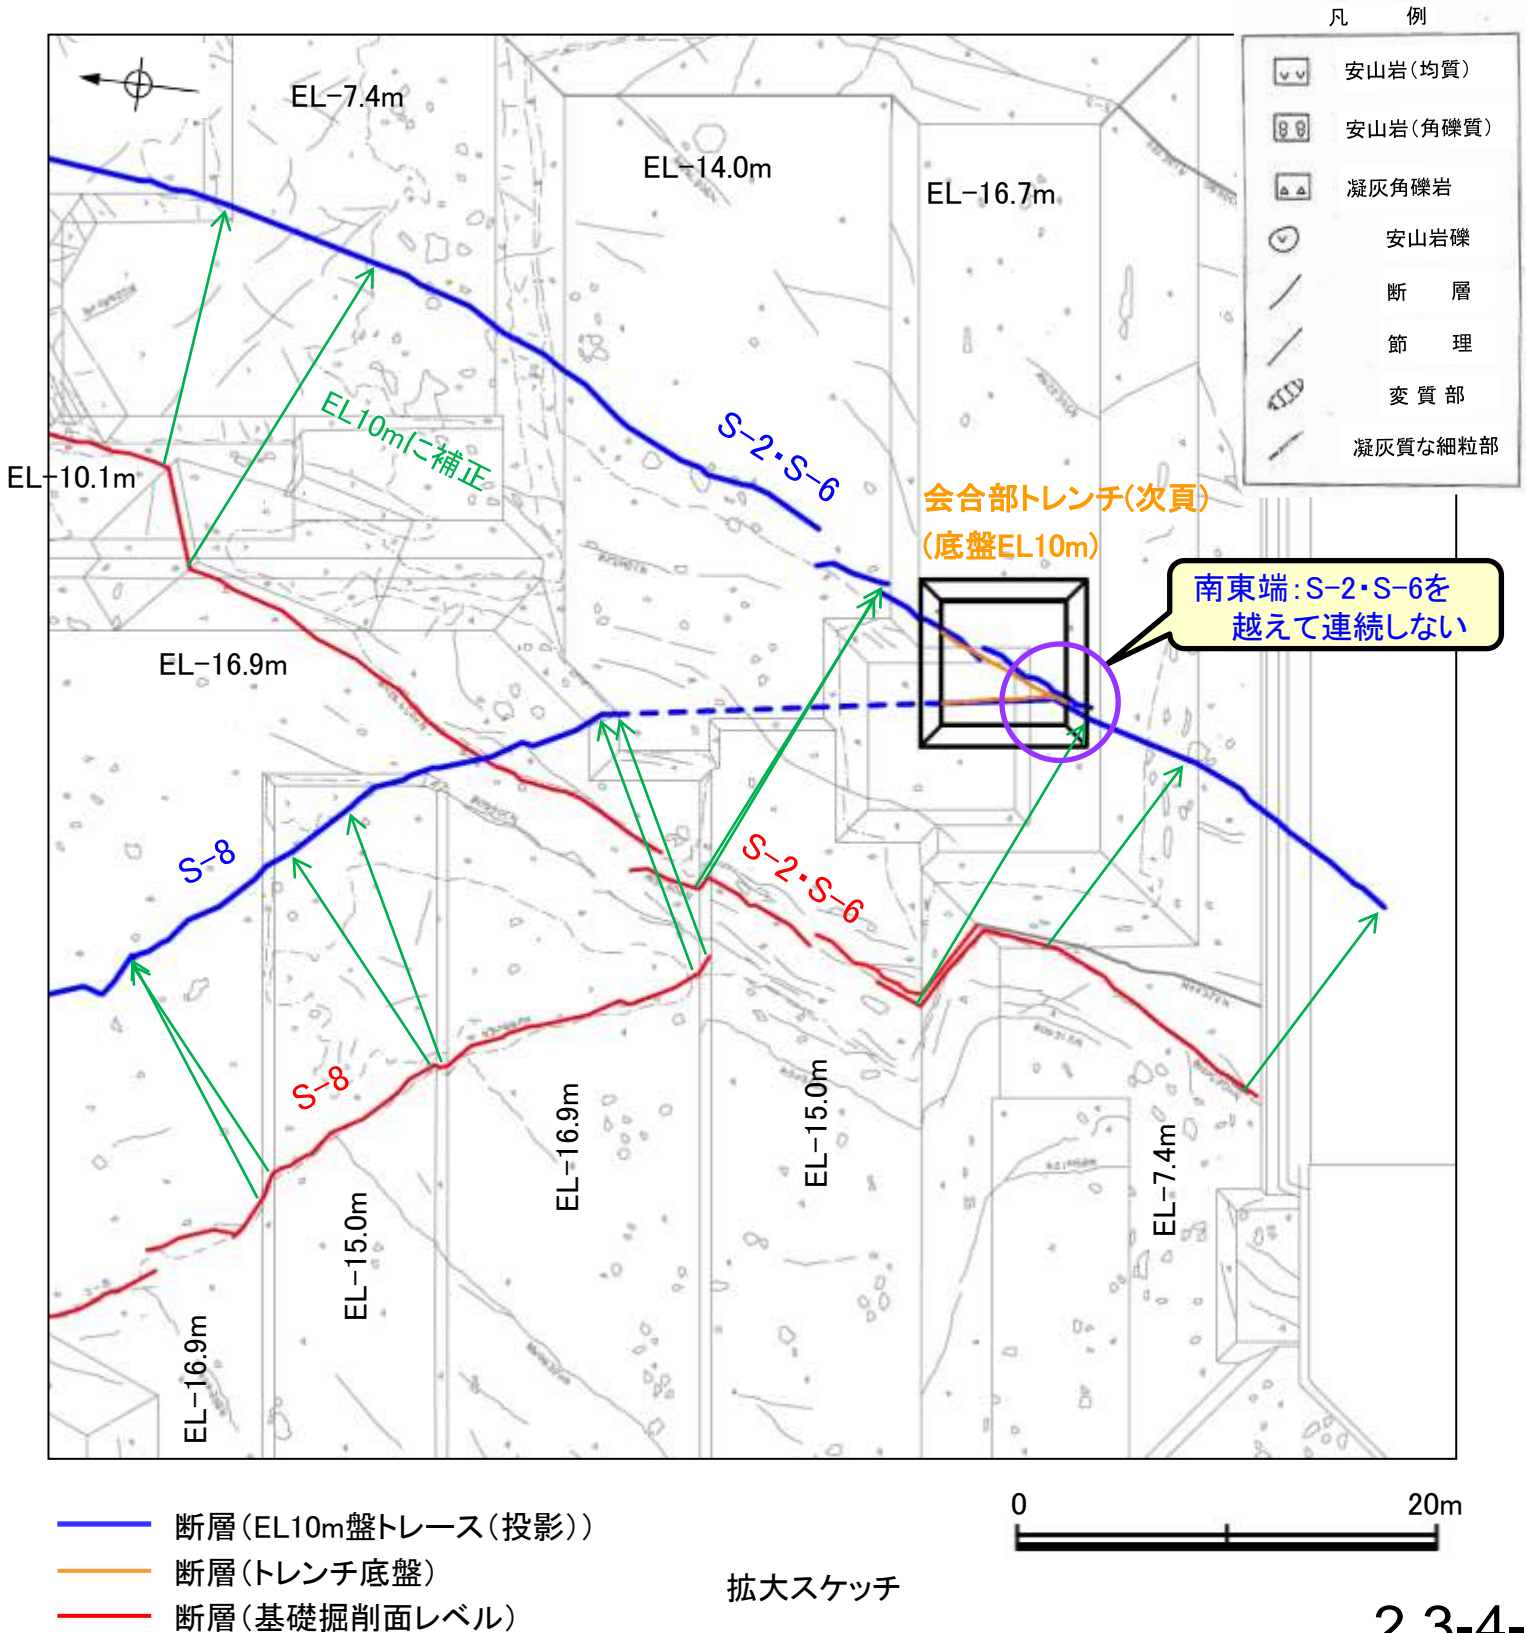 凡 例
安山岩(均質)
安山岩(角礫質)
凝灰角礫岩
安山岩礫
断 層
節 理
変 質 部
凝灰質な細粒部
EL-7.4m
EL-14.0m
EL-16.7m
EL10mに補正
S-2・S-6
EL-10.1m
会合部トレンチ(次頁)
(底盤EL10m)
南東端:S-2・S-6を
越えて連続しない
EL-16.9m
S-8
S-2・S-6
S-8
EL-16.9m
EL-15.0m
EL-16.9m
EL-15.0m
EL-7.4m
断層(EL10m盤トレース(投影))
断層(トレンチ底盤)
断層(基礎掘削面レベル)
拡大スケッチ
0 20m
2.3-4-